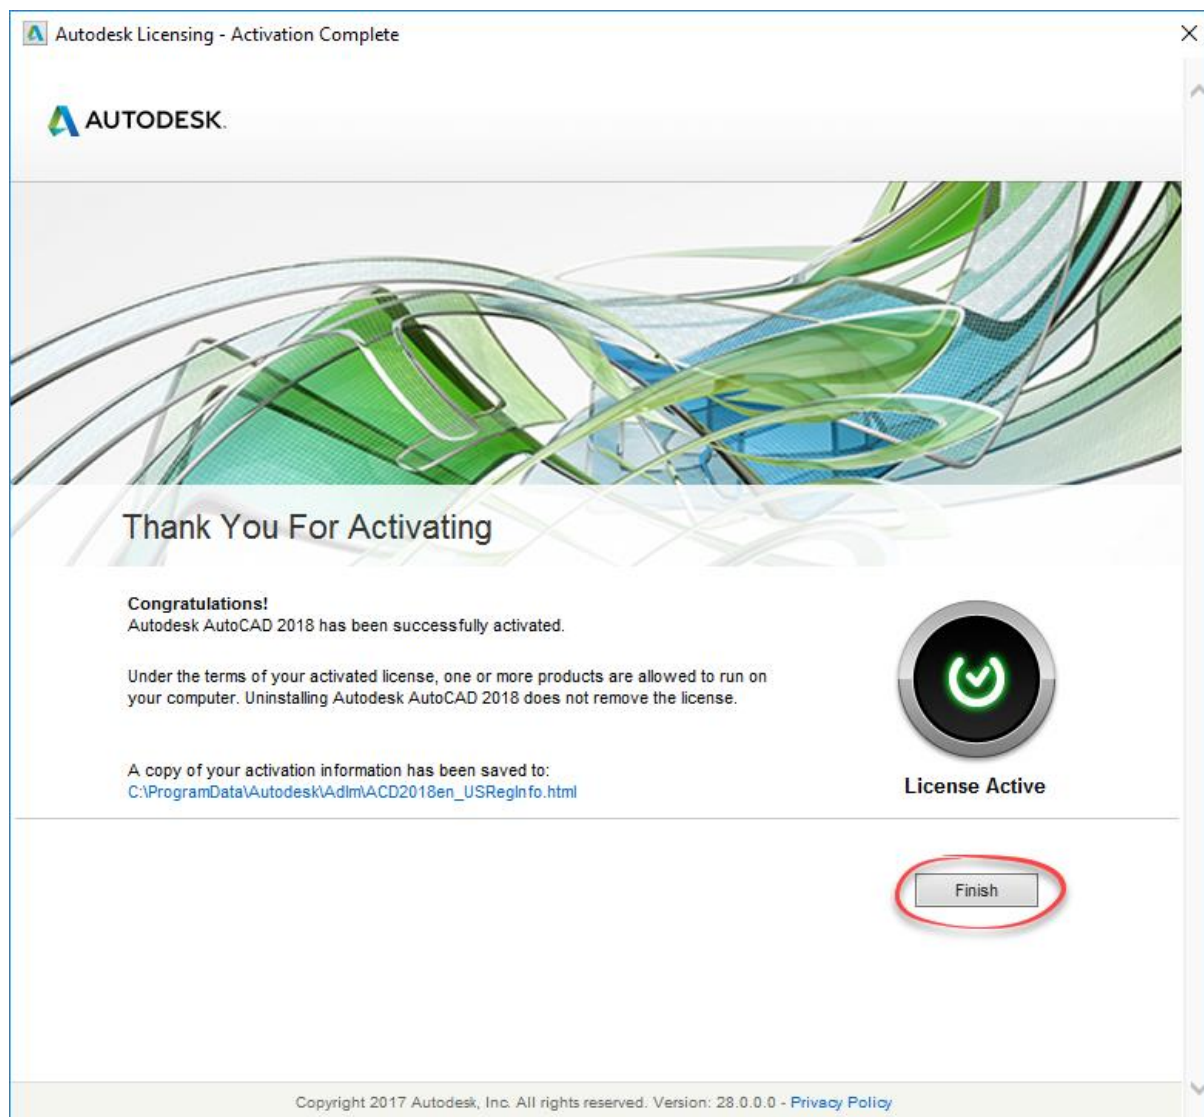 Autodesk Licensing - Activation Complete
AUTODESK.
Thank You For Activating
Congratulations!
Autodesk AutoCAD 2018 has been successfully activated.
Under the terms of your activated license, one or more products are allowed to run on
your computer. Uninstalling Autodesk AutoCAD 2018 does not remove the license.
A copy of your activation information has been saved to:
C:\ProgramData\Autodesk\Adlm\ACD2018en_USRegInfo.html
License Active
Finish
Copyright 2017 Autodesk, Inc. All rights reserved. Version: 28.0.0.0 - Privacy Policy